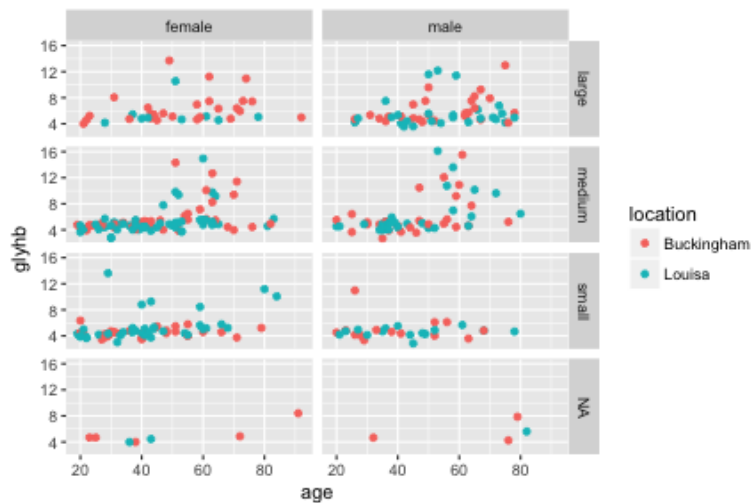 female
male
16
12
8
4
large
16
12
8
4
medium
16
12
8
4
small
16
12
8
4
NA
glyhb
20 40 60 80 20 40 60 80
age
location
Buckingham
Louisa